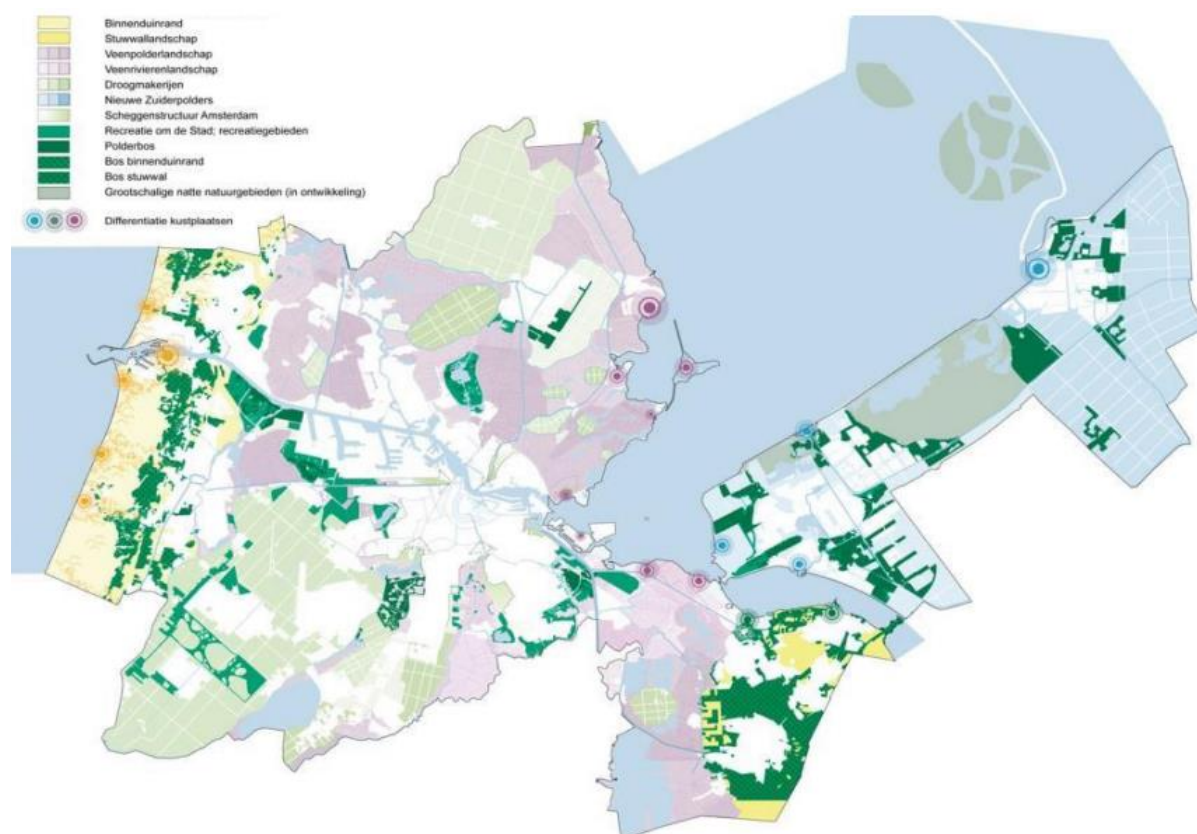 Binnenduinrand
Stuwwallandschap
Veenpolderlandschap
Veenrivierenlandschap
Droogmakerijen
Nieuwe Zuiderpolders
Scheggenstructuur Amsterdam
Recreatie om de Stad; recreatiegebieden
Polderbos
Bos binnenduinrand
Bos stuwwal
Grootschalige natte natuurgebieden (in ontwikkeling)
Differentiatie kustplaatsen